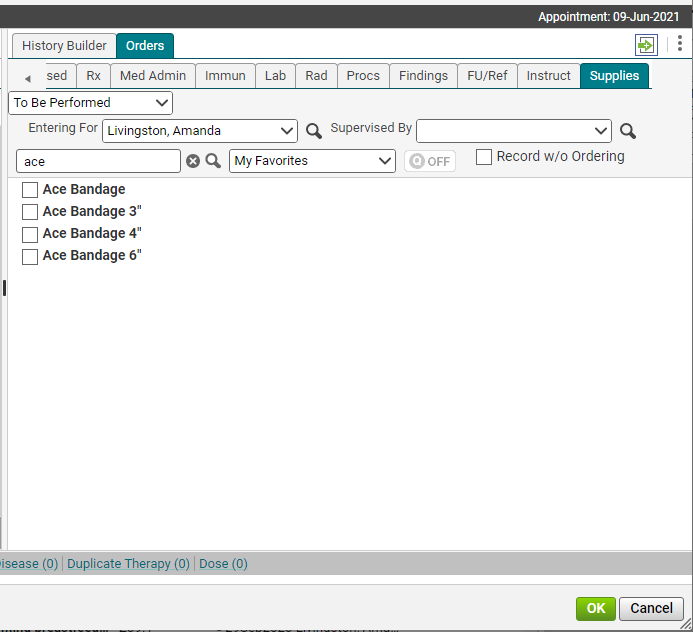 Appointment: 09-Jun-2021
History Builder Orders
sed Rx Med Admin Immun Lab Rad Procs Findings FU/Ref Instruct Supplies
To Be Performed
Entering For Livingston, Amanda Supervised By
ace My Favorites OFF Record w/o Ordering
Ace Bandage
Ace Bandage 3"
Ace Bandage 4"
Ace Bandage 6"
isease (0) Duplicate Therapy (0) Dose (0)
OK Cancel